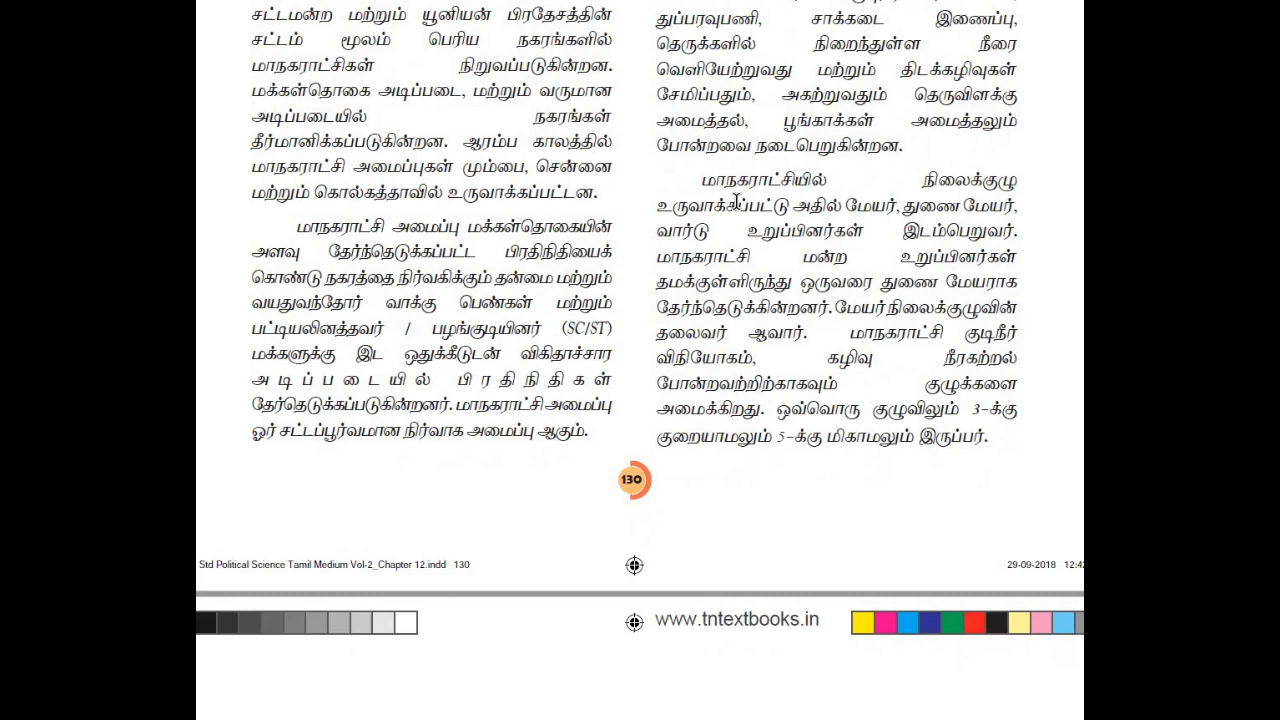 சட்டமன்ற மற்றும் யூனியன் பிரதேசத்தின்
சட்டம் மூலம் பெரிய நகரங்களில்
மாநகராட்சிகள் நிறுவப்படுகின்றன.
மக்கள்தொகை அடிப்படை, மற்றும் வருமான
அடிப்படையில் நகரங்கள்
தீர்மானிக்கப்படுகின்றன. ஆரம்ப காலத்தில்
மாநகராட்சி அமைப்புகள் மும்பை, சென்னை
மற்றும் கொல்கத்தாவில் உருவாக்கப்பட்டன.
மாநகராட்சி அமைப்பு மக்கள்தொகையின்
அளவு தேர்ந்தெடுக்கப்பட்ட பிரதிநிதியைக்
கொண்டு நகரத்தை நிர்வகிக்கும் தன்மை மற்றும்
வயதுவந்தோர் வாக்கு பெண்கள் மற்றும்
பட்டியலினத்தவர் / பழங்குடியினர் (SC/ST)
மக்களுக்கு இட ஒதுக்கீடுடன் விகிதாச்சார
அடிப்படையில் பிரதிநிதிகள்
தேர்தெடுக்கப்படுகின்றனர். மாநகராட்சி அமைப்பு
ஓர் சட்டப்பூர்வமான நிர்வாக அமைப்பு ஆகும்.
துப்பரவுபணி, சாக்கடை இணைப்பு,
தெருக்களில் நிறைந்துள்ள நீரை
வெளியேற்றுவது மற்றும் திடக்கழிவுகள்
சேமிப்பதும், அகற்றுவதும் தெருவிளக்கு
அமைத்தல், பூங்காக்கள் அமைத்தலும்
போன்றவை நடைபெறுகின்றன.
மாநகராட்சியில் நிலைக்குழு
உருவாக்கப்பட்டு அதில் மேயர், துணை மேயர்,
வார்டு உறுப்பினர்கள் இடம்பெறுவர்.
மாநகராட்சி மன்ற உறுப்பினர்கள்
தமக்குள்ளிருந்து ஒருவரை துணை மேயராக
தேர்ந்தெடுக்கின்றனர். மேயர் நிலைக்குழுவின்
தலைவர் ஆவார். மாநகராட்சி குடிநீர்
விநியோகம், கழிவு நீரகற்றல்
போன்றவற்றிற்காகவும் குழுக்களை
அமைக்கிறது. ஒவ்வொரு குழுவிலும் 3-க்கு
குறையாமலும் 5-க்கு மிகாமலும் இருப்பர்.
130
Std Political Science Tamil Medium Vol-2_Chapter 12.indd 130
29-09-2018 12:42
www.tntextbooks.in